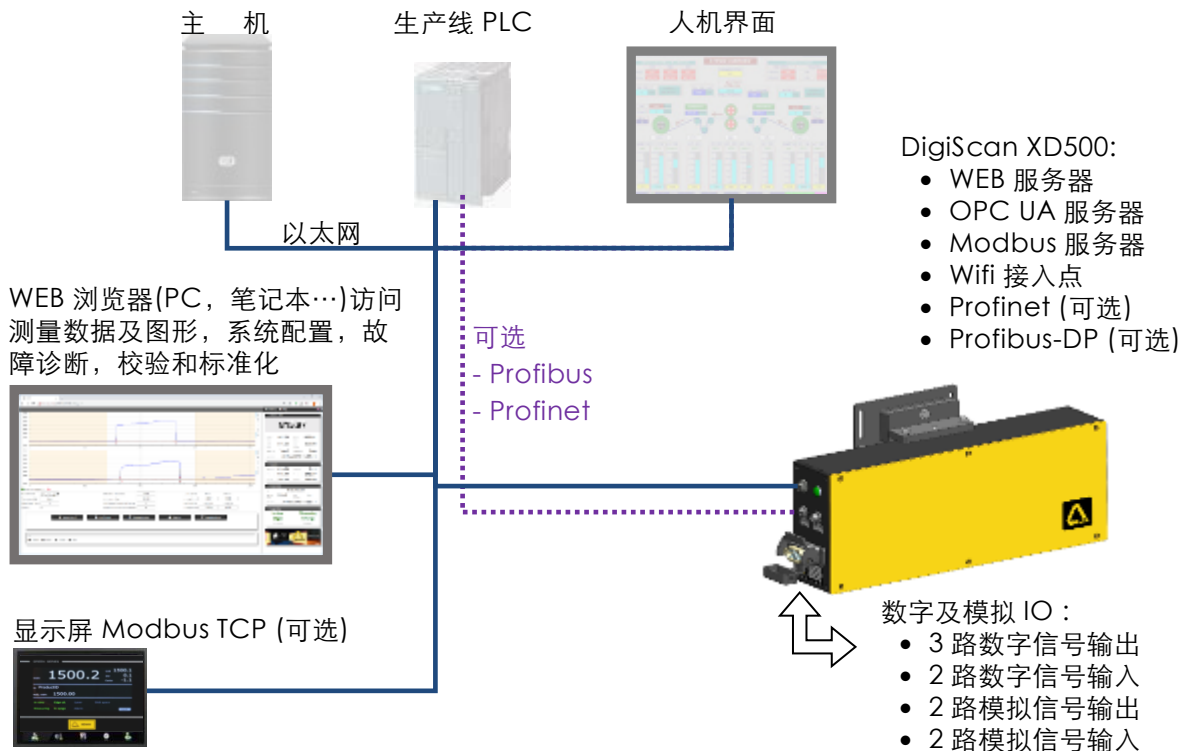 主 机
生产线 PLC
人机界面
以太网
DigiScan XD500:
• WEB 服务器
• OPC UA 服务器
• Modbus 服务器
• Wifi 接入点
• Profinet (可选)
• Profibus-DP (可选)
WEB 浏览器(PC，笔记本…)访问
测量数据及图形，系统配置，故
障诊断，校验和标准化
可选
- Profibus
- Profinet
显示屏 Modbus TCP (可选)
1500.2
1500.1
0.1
1500.00
数字及模拟 IO：
• 3 路数字信号输出
• 2 路数字信号输入
• 2 路模拟信号输出
• 2 路模拟信号输入